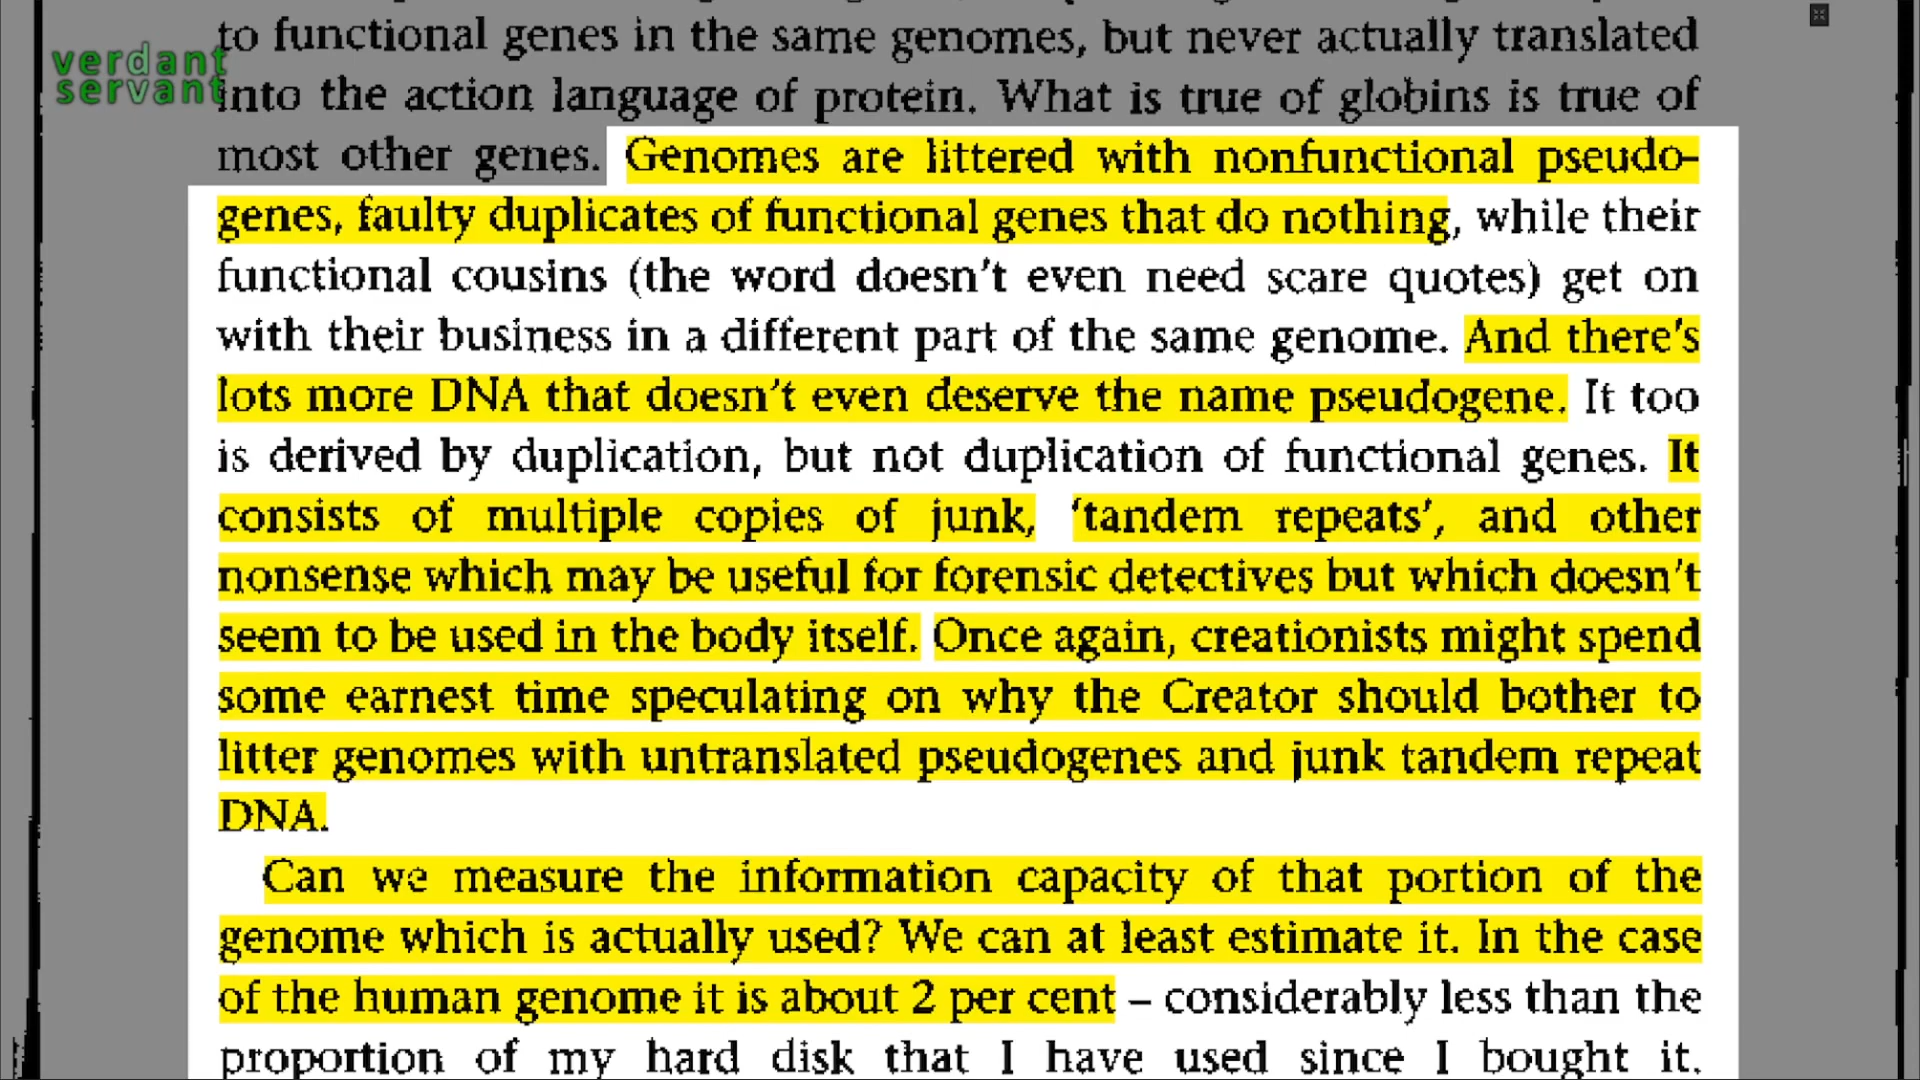 to functional genes in the same genomes, but never actually translated
verdant
servant
into the action language of protein. What is true of globins is true of
most other genes. Genomes are littered with nonfunctional pseudo-
genes, faulty duplicates of functional genes that do nothing, while their
functional cousins (the word doesn't even need scare quotes) get on
with their business in a different part of the same genome. And there's
lots more DNA that doesn't even deserve the name pseudogene. It too
is derived by duplication, but not duplication of functional genes. It
consists of multiple copies of junk, 'tandem repeats', and other
nonsense which may be useful for forensic detectives but which doesn't
seem to be used in the body itself. Once again, creationists might spend
some earnest time speculating on why the Creator should bother to
litter genomes with untranslated pseudogenes and junk tandem repeat
DNA.
Can we measure the information capacity of that portion of the
genome which is actually used? We can at least estimate it. In the case
of the human genome it is about 2 per cent – considerably less than the
proportion of my hard disk that I have used since I bought it.